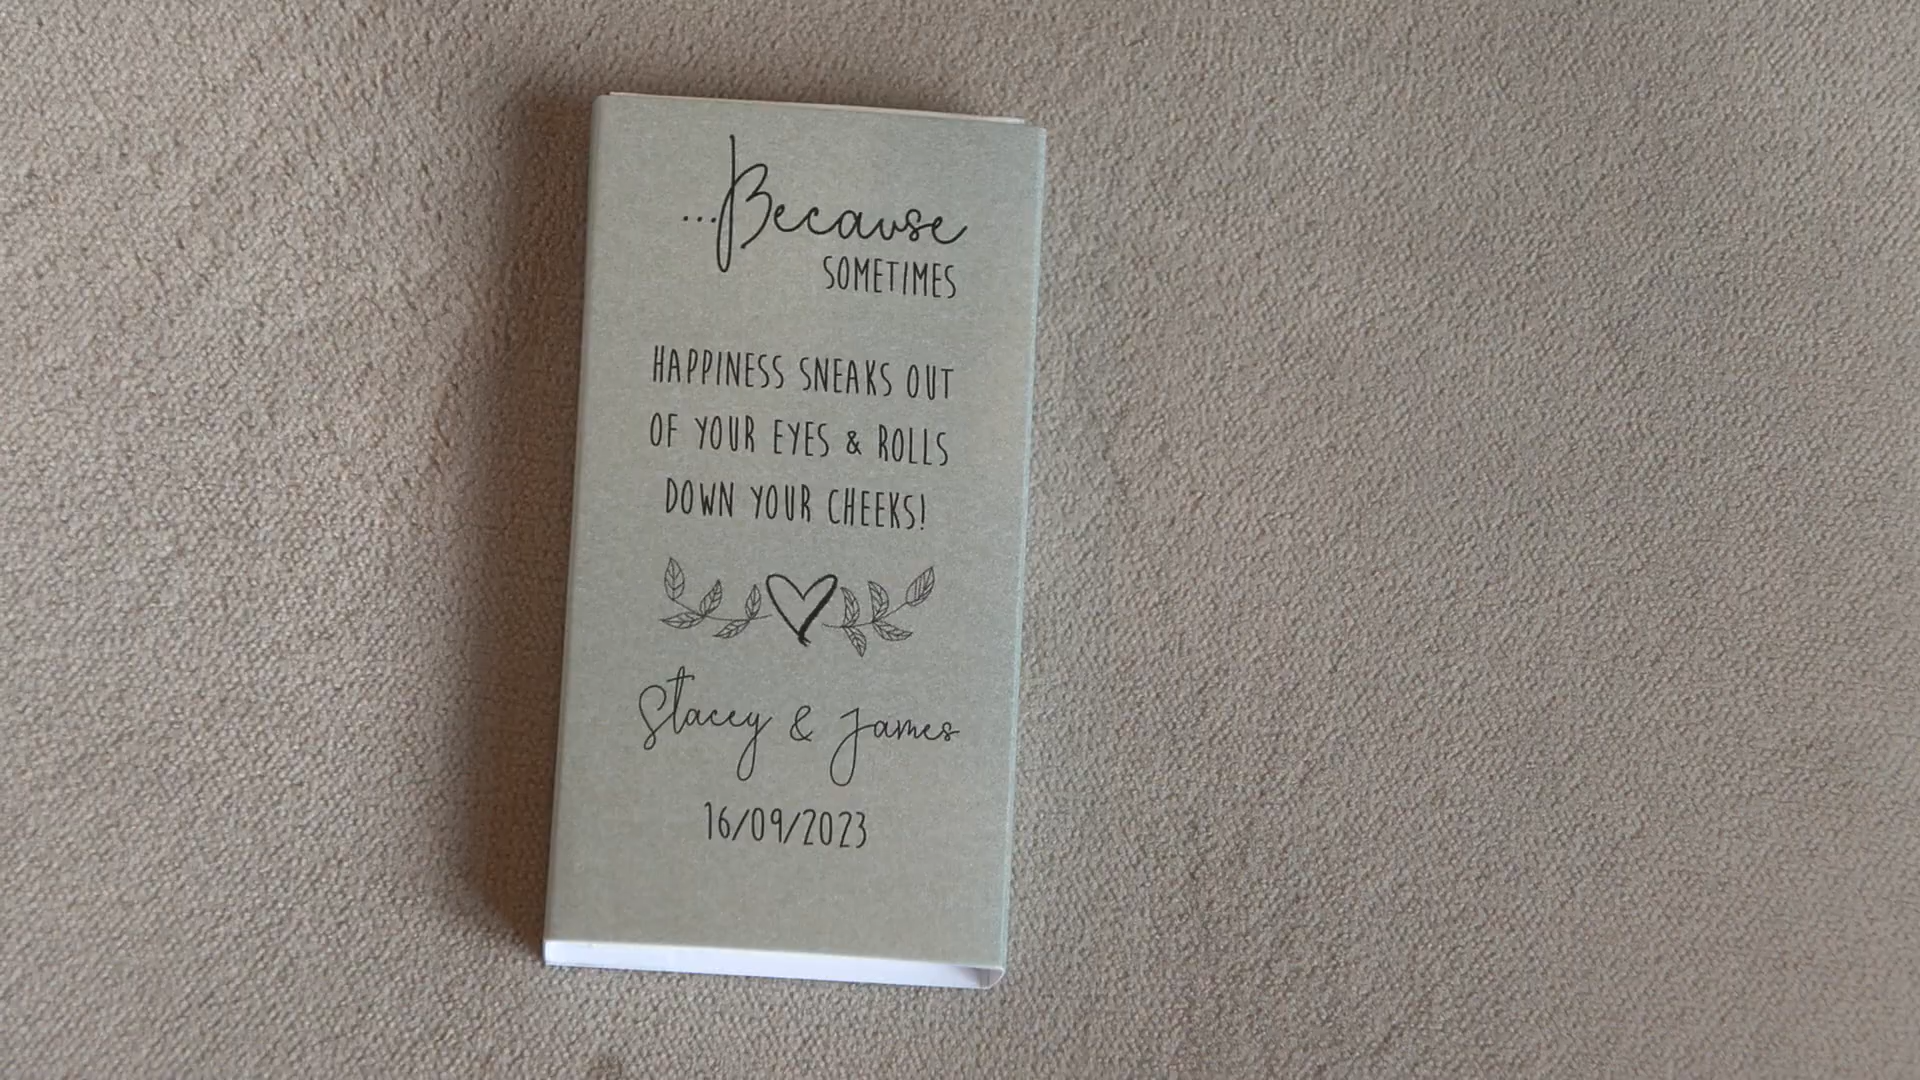 ...Because
SOMETIMES
HAPPINESS SNEAKS OUT
OF YOUR EYES & ROLLS
DOWN YOUR CHEEKS!
Stacey & James
16/09/2023